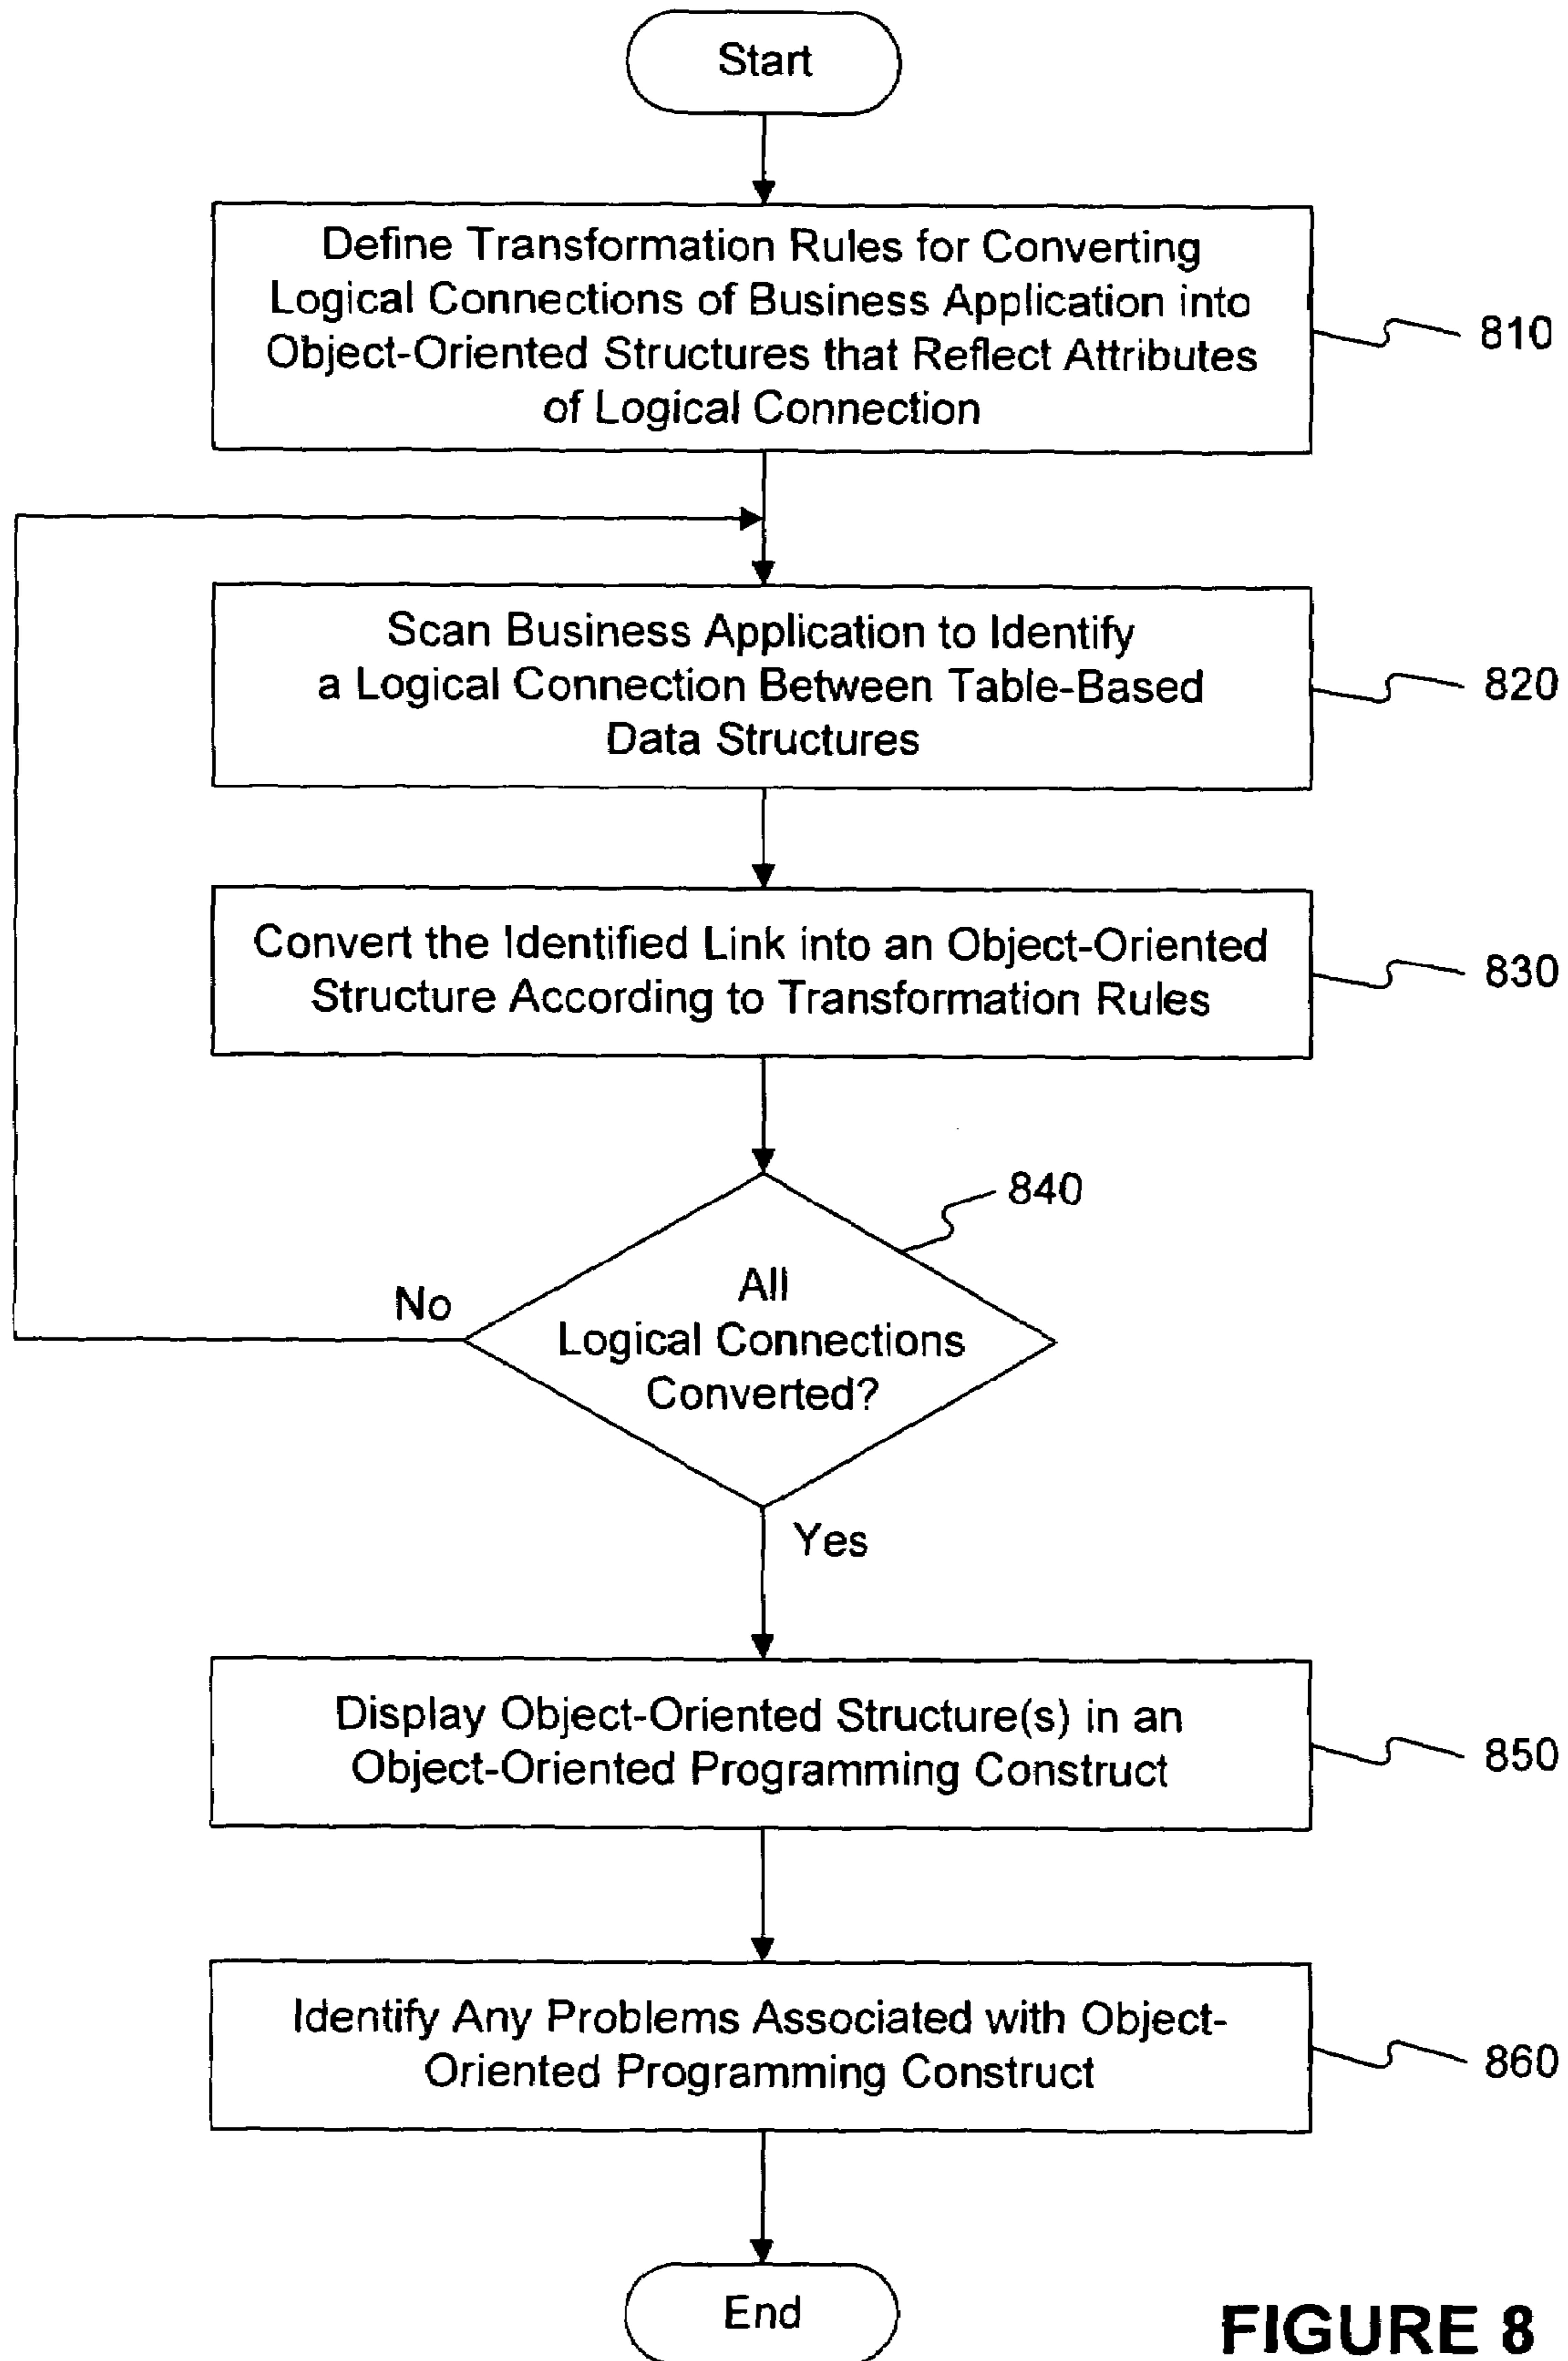 Start
Define Transformation Rules for Converting
Logical Connections of Business Application into
Object-Oriented Structures that Reflect Attributes
of Logical Connection
810
Scan Business Application to Identify
a Logical Connection Between Table-Based
Data Structures
820
Convert the Identified Link into an Object-Oriented
Structure According to Transformation Rules
830
840
All
Logical Connections
Converted?
No
Yes
Display Object-Oriented Structure(s) in an
Object-Oriented Programming Construct
850
Identify Any Problems Associated with Object-
Oriented Programming Construct
860
End
FIGURE 8